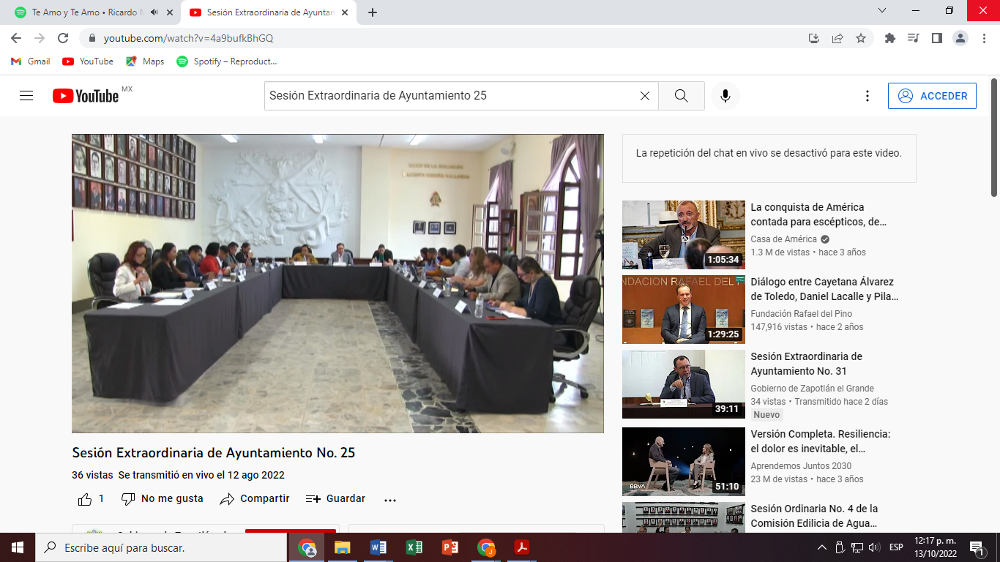 Te Amo y Te Amo • Ricardo M
Sesión Extraordinaria de Ayuntam
youtube.com/watch?v=4a9bufkBhGQ
Gmail
YouTube
Maps
Spotify – Reproduct...
YouTube MX
Sesión Extraordinaria de Ayuntamiento 25
ACCEDER
La repetición del chat en vivo se desactivó para este video.
La conquista de América
contada para escépticos, de...
Casa de América
1.3 M de vistas • hace 3 años
1:05:34
Diálogo entre Cayetana Álvarez
de Toledo, Daniel Lacalle y Pila...
Fundación Rafael del Pino
147,916 vistas • hace 2 años
1:29:25
Sesión Extraordinaria de
Ayuntamiento No. 31
Gobierno de Zapotlán el Grande
34 vistas • Transmitido hace 2 días
Nuevo
39:11
Versión Completa. Resiliencia:
el dolor es inevitable, el...
Aprendemos Juntos 2030
23 M de vistas • hace 3 años
BBVA
51:10
Sesión Ordinaria No. 4 de la
Comisión Edilicia de Agua...
Sesión Extraordinaria de Ayuntamiento No. 25
36 vistas Se transmitió en vivo el 12 ago 2022
1
No me gusta
Compartir
Guardar
Escribe aquí para buscar.
ESP
12:17 p. m.
13/10/2022
1